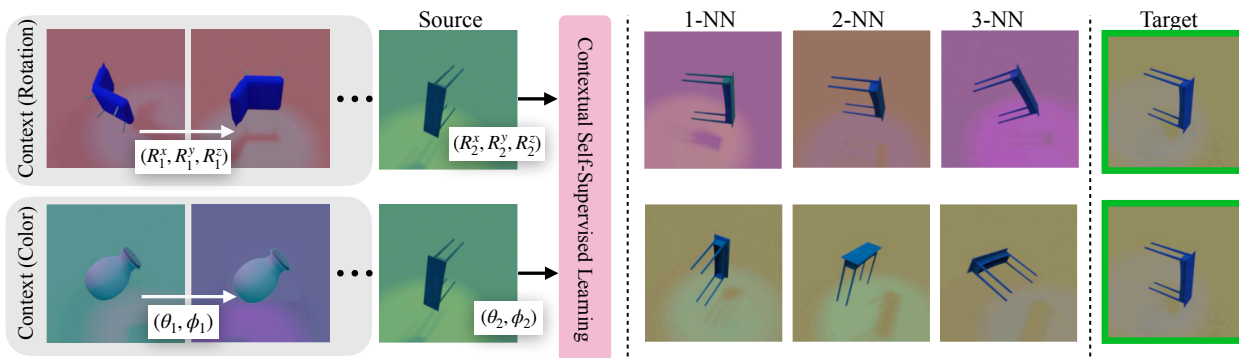 Source
1-NN
2-NN
3-NN
Target
Context (Rotation)
(R₁ˣ, R₁ʸ, R₁ᶻ)
•••
(R₂ˣ, R₂ʸ, R₂ᶻ)
Contextual Self-Supervised Learning
Context (Color)
(θ₁, ϕ₁)
•••
(θ₂, ϕ₂)